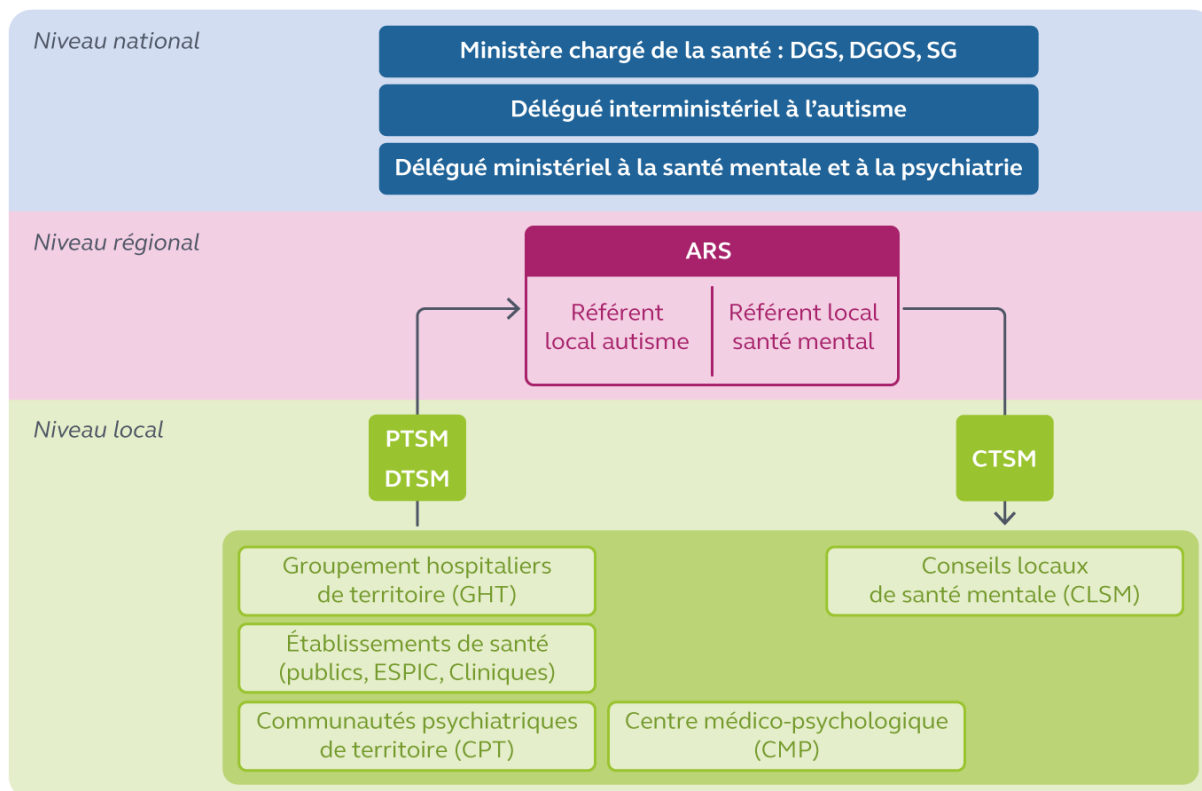 Niveau national
Ministère chargé de la santé : DGS, DGOS, SG
Délégué interministériel à l'autisme
Délégué ministériel à la santé mentale et à la psychiatrie
Niveau régional
ARS
Référent
local autisme
Référent local
santé mental
Niveau local
PTSM
DTSM
CTSM
Groupement hospitaliers
de territoire (GHT)
Conseils locaux
de santé mentale (CLSM)
Établissements de santé
(publics, ESPIC, Cliniques)
Communautés psychiatriques
de territoire (CPT)
Centre médico-psychologique
(CMP)